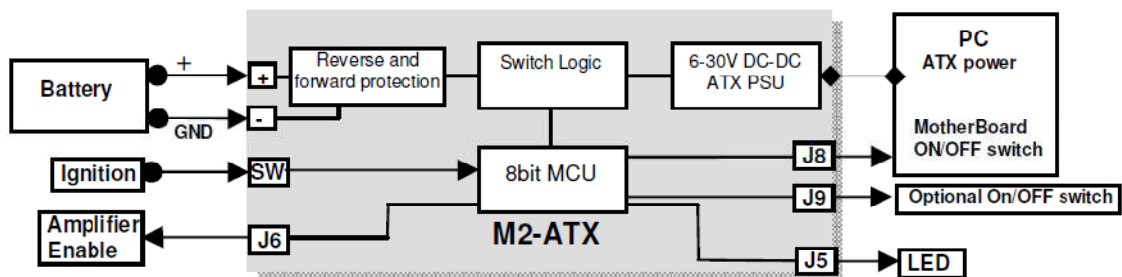 Battery
+
GND
+
-
Reverse and
forward protection
Switch Logic
6-30V DC-DC
ATX PSU
PC
ATX power
MotherBoard
ON/OFF switch
Ignition
SW
8bit MCU
J8
J9
Optional On/OFF switch
Amplifier
Enable
J6
M2-ATX
J5
LED